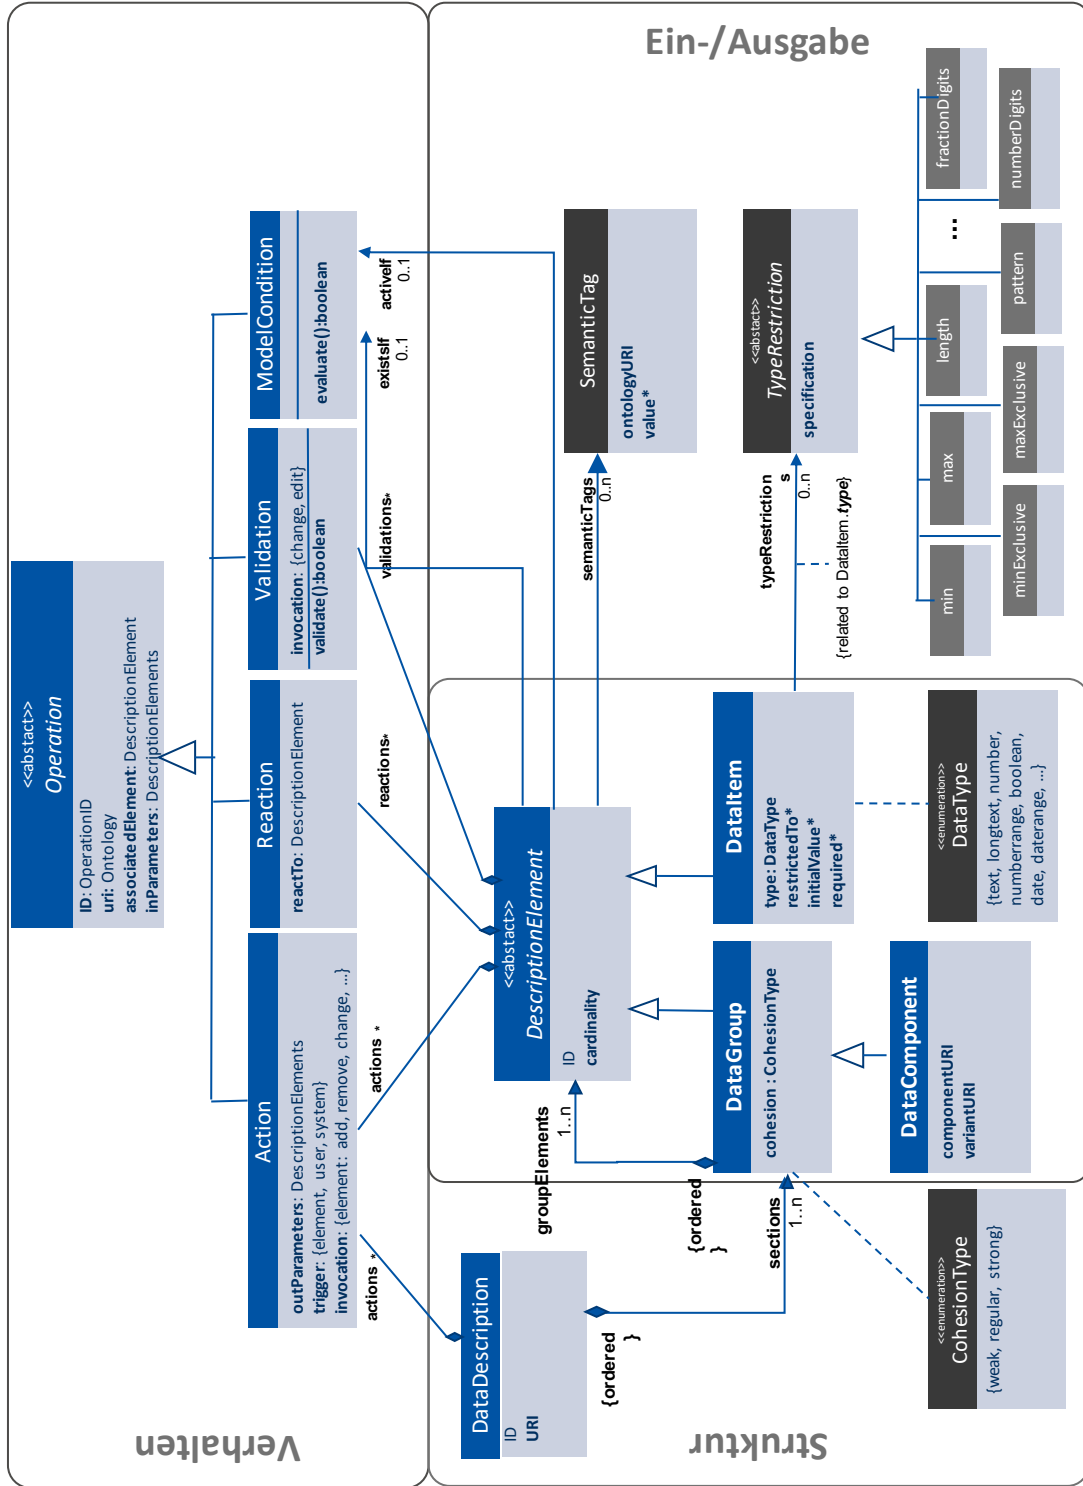 Verhalten
<<abstact>>
Operation
ID: OperationID
uri: Ontology
associatedElement: DescriptionElement
inParameters: DescriptionElements
Action
outParameters: DescriptionElements
trigger: {element, user, system}
invocation: {element: add, remove, change, ...}
Reaction
reactTo: DescriptionElement
Validation
invocation: {change, edit}
validate():boolean
ModelCondition
evaluate():boolean
actions *
actions *
reactions*
validations*
existsIf
0..1
activeIf
0..1
Struktur
DataDescription
ID
URI
{ordered
}
sections
1..n
<<abstact>>
DescriptionElement
ID
cardinality
groupElements
1..n
{ordered
}
DataGroup
cohesion : CohesionType
DataItem
type: DataType
restrictedTo*
initialValue*
required*
DataComponent
componentURI
variantURI
<<enumeration>>
CohesionType
{weak, regular, strong}
<<enumeration>>
DataType
{text, longtext, number,
numberrange, boolean,
date, daterange, ...}
Ein-/Ausgabe
semanticTags
0..n
SemanticTag
ontologyURI
value*
typeRestriction
s
0..n
{related to DataItem.type}
<<abstact>>
TypeRestriction
specification
min
max
length
fractionDigits
minExclusive
maxExclusive
pattern
...
numberDigits